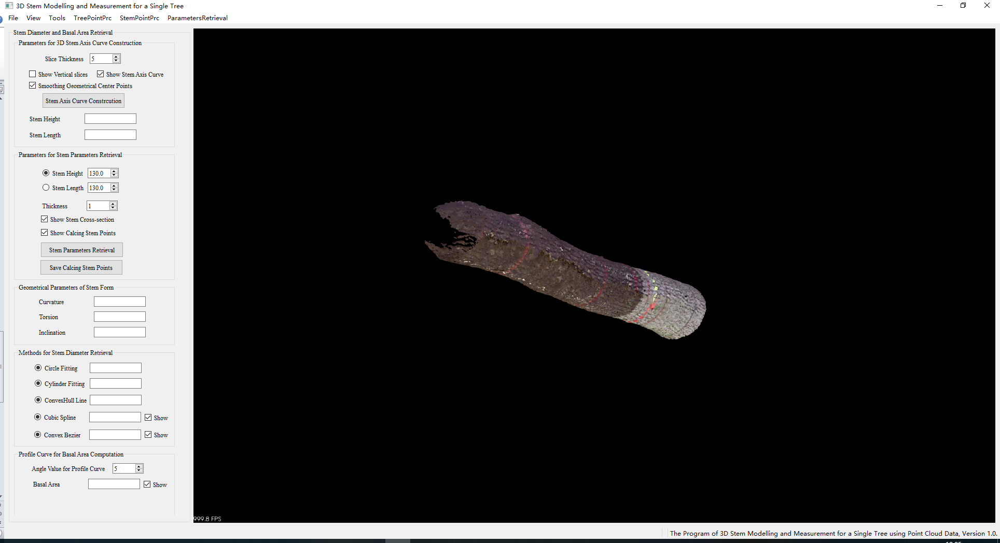 3D Stem Modelling and Measurement for a Single Tree
File View Tools TreePointPrc StemPointPrc ParametersRetrieval
Stem Diameter and Basal Area Retrieval
Parameters for 3D Stem Axis Curve Construction
Slice Thickness 5
Show Vertical slices Show Stem Axis Curve
Smoothing Geometrical Center Points
Stem Axis Curve Constrcution
Stem Height
Stem Length
Parameters for Stem Parameters Retrieval
Stem Height 130.0
Stem Length 130.0
Thickness 1
Show Stem Cross-section
Show Calcing Stem Points
Stem Parameters Retrieval
Save Calcing Stem Points
Geometrical Parameters of Stem Form
Curvature
Torsion
Inclination
Methods for Stem Diameter Retrieval
Circle Fitting
Cylinder Fitting
ConvexHull Line
Cubic Spline Show
Convex Bezier Show
Profile Curve for Basal Area Computation
Angle Value for Profile Curve 5
Basal Area Show
999.8 FPS
The Program of 3D Stem Modelling and Measurement for a Single Tree using Point Cloud Data, Version 1.0.